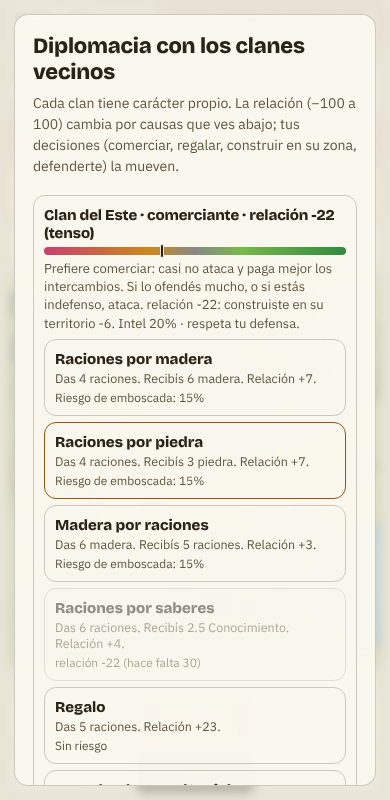 Diplomacia con los clanes
vecinos
Cada clan tiene carácter propio. La relación (−100 a
100) cambia por causas que ves abajo; tus
decisiones (comerciar, regalar, construir en su zona,
defenderte) la mueven.
Clan del Este · comerciante · relación -22
(tenso)
Prefiere comerciar: casi no ataca y paga mejor los
intercambios. Si lo ofendés mucho, o si estás
indefenso, ataca. relación -22: construiste en su
territorio -6. Intel 20% · respeta tu defensa.
Raciones por madera
Das 4 raciones. Recibís 6 madera. Relación +7.
Riesgo de emboscada: 15%
Raciones por piedra
Das 4 raciones. Recibís 3 piedra. Relación +7.
Riesgo de emboscada: 15%
Madera por raciones
Das 6 madera. Recibís 5 raciones. Relación +3.
Riesgo de emboscada: 15%
Raciones por saberes
Das 6 raciones. Recibís 2.5 Conocimiento.
Relación +4.
relación -22 (hace falta 30)
Regalo
Das 5 raciones. Relación +23.
Sin riesgo